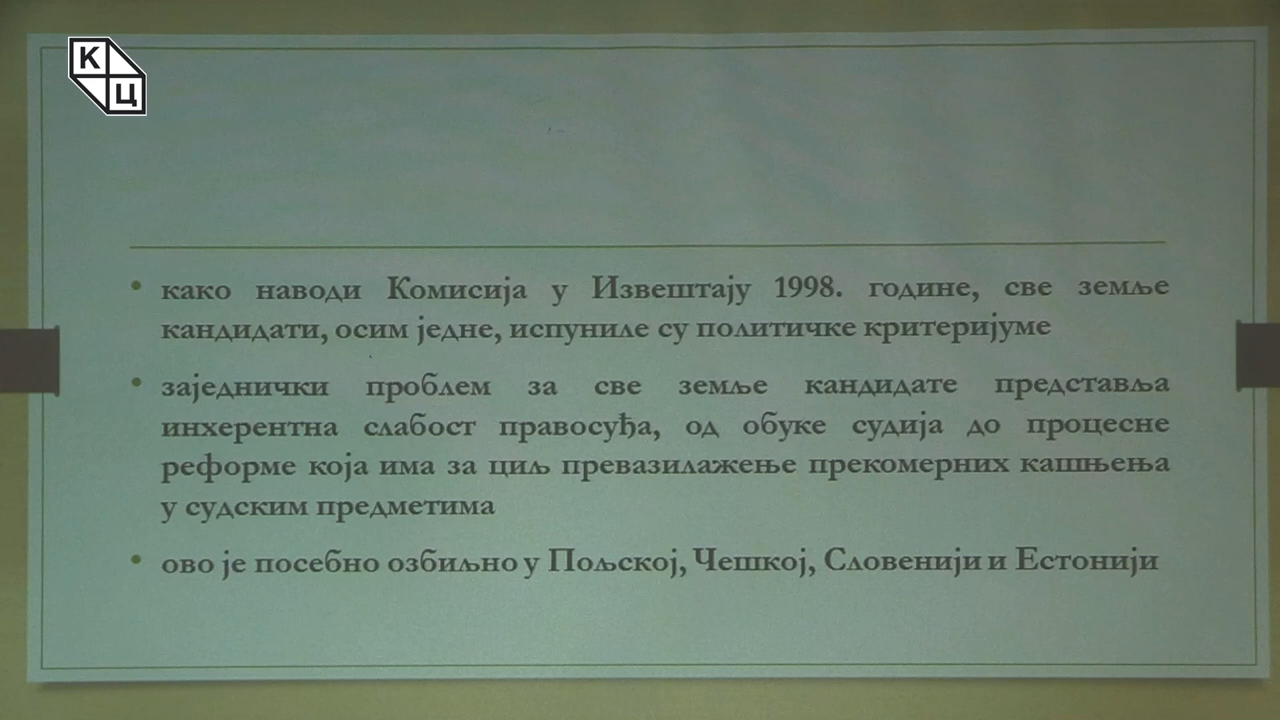 К
Ц
• како наводи Комисија у Извештају 1998. године, све земље
кандидати, осим једне, испуниле су политичке критеријуме
• заједнички проблем за све земље кандидате представља
инхерентна слабост правосуђа, од обуке судија до процесне
реформе која има за циљ превазилажење прекомерних кашњења
у судским предметима
• ово је посебно озбиљно у Пољској, Чешкој, Словенији и Естонији